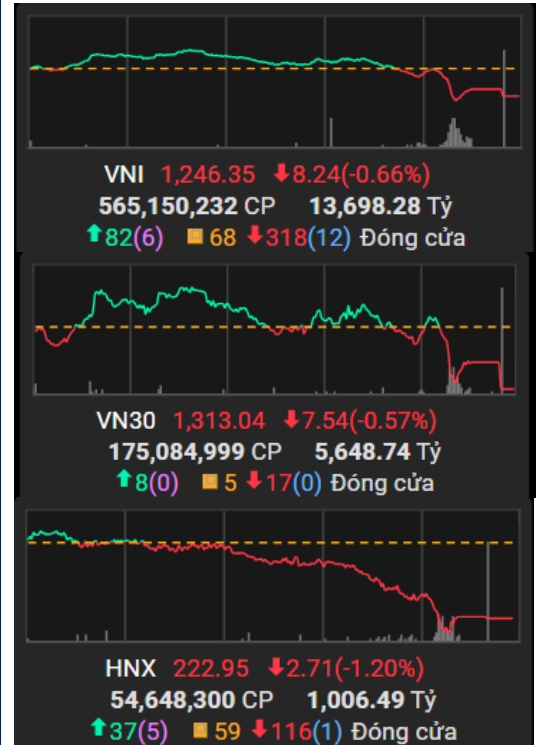 VNI 1,246.35 ⬇8.24(-0.66%)
565,150,232 CP 13,698.28 Tỷ
⬆82(6) 68 ⬇318(12) Đóng cửa
VN30 1,313.04 ⬇7.54(-0.57%)
175,084,999 CP 5,648.74 Tỷ
⬆8(0) 5 ⬇17(0) Đóng cửa
HNX 222.95 ⬇2.71(-1.20%)
54,648,300 CP 1,006.49 Tỷ
⬆37(5) 59 ⬇116(1) Đóng cửa